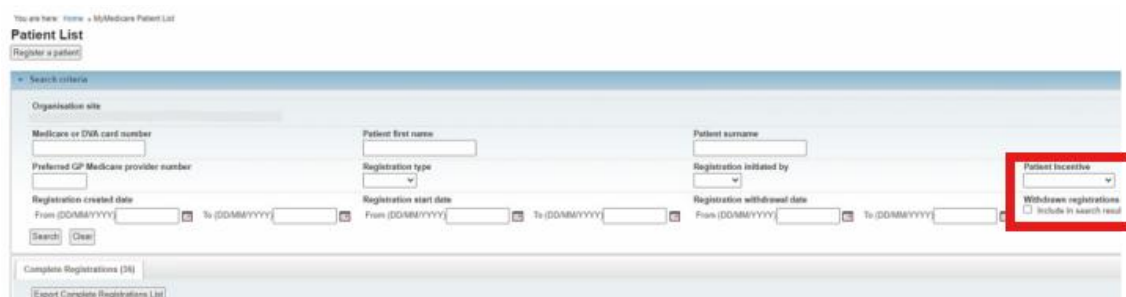 You are here: Home » MyMedicare Patient List
Patient List
Register a patient
Search criteria
Organisation site
Medicare or DVA card number
Patient first name
Patient surname
Preferred GP Medicare provider number
Registration type
Registration initiated by
Patient Incentive
Registration created date
Registration start date
Registration withdrawal date
Withdrawn registrations
From (DD/MM/YYYY) To (DD/MM/YYYY) From (DD/MM/YYYY) To (DD/MM/YYYY) From (DD/MM/YYYY) To (DD/MM/YYYY)
Include in search resul
Search Clear
Complete Registrations (36)
Export Complete Registrations List